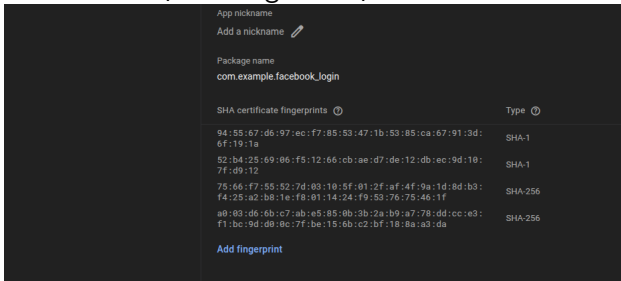 App nickname
Add a nickname
Package name
com.example.facebook_login
SHA certificate fingerprints
Type
94:55:67:d6:97:ec:f7:85:53:47:1b:53:85:ca:67:91:3d:
6f:19:1a
SHA-1
52:b4:25:69:06:f5:12:66:cb:ae:d7:de:12:db:ec:9d:10:
7f:d9:12
SHA-1
75:66:f7:55:52:7d:03:10:5f:01:2f:af:4f:9a:1d:8d:b3:
f4:25:a2:b8:1e:f8:01:14:24:f9:53:76:75:46:1f
SHA-256
a0:03:d6:6b:c7:ab:e5:85:0b:3b:2a:b9:a7:78:dd:cc:e3:
f1:bc:9d:d0:0c:7f:be:15:6b:c2:bf:18:8a:a3:da
SHA-256
Add fingerprint